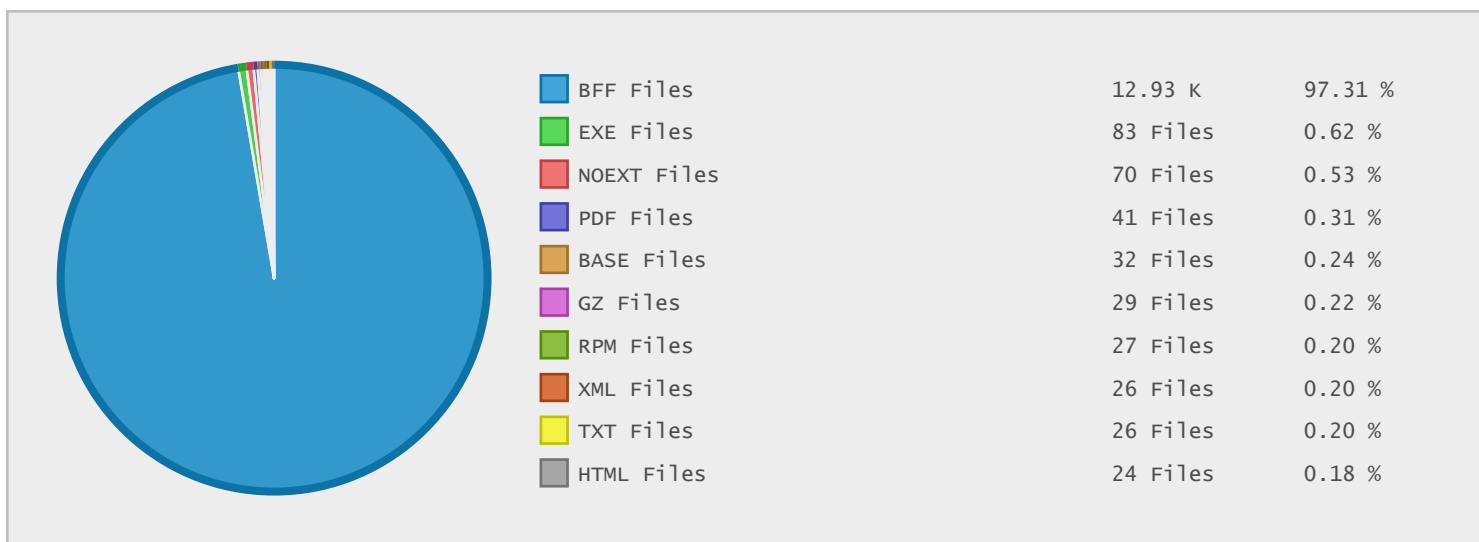 BFF Files 12.93 K 97.31 %
EXE Files 83 Files 0.62 %
NOEXT Files 70 Files 0.53 %
PDF Files 41 Files 0.31 %
BASE Files 32 Files 0.24 %
GZ Files 29 Files 0.22 %
RPM Files 27 Files 0.20 %
XML Files 26 Files 0.20 %
TXT Files 26 Files 0.20 %
HTML Files 24 Files 0.18 %